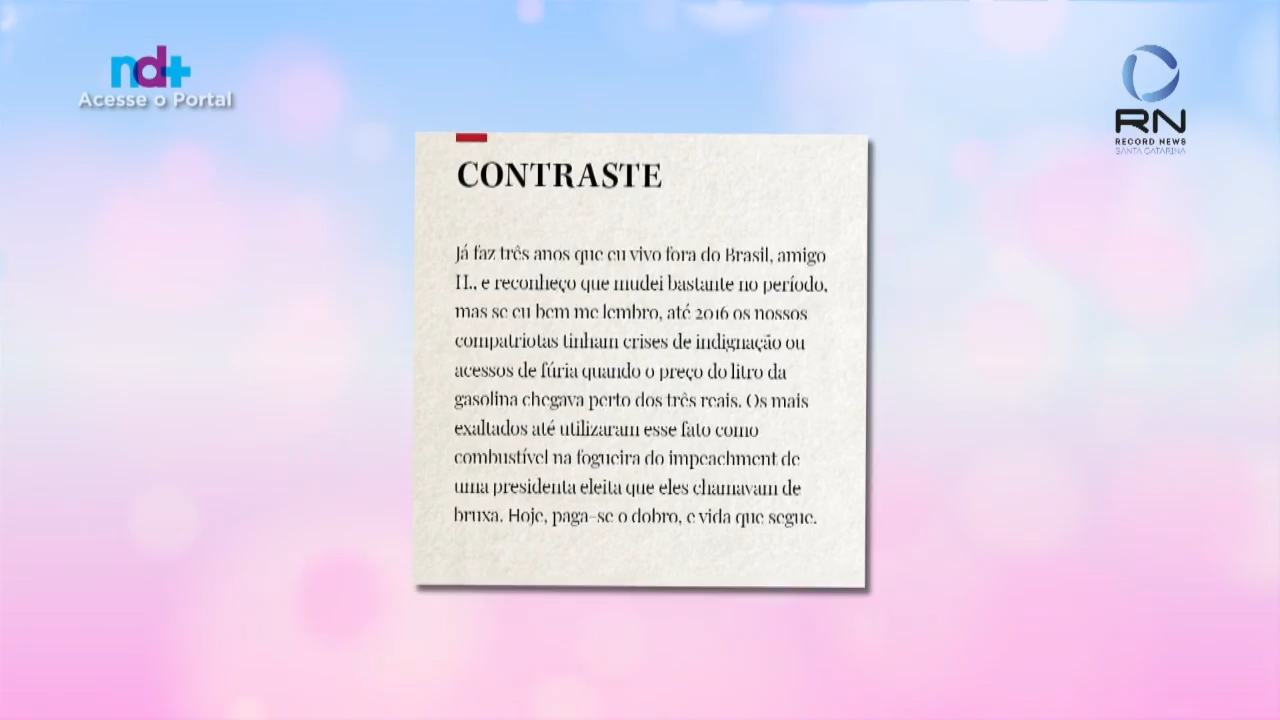 nd+
Acesse o Portal
RN
RECORD NEWS
SANTA CATARINA
CONTRASTE
Já faz três anos que eu vivo fora do Brasil, amigo
H., e reconheço que mudei bastante no período,
mas se eu bem me lembro, até 2016 os nossos
compatriotas tinham crises de indignação ou
acessos de fúria quando o preço do litro da
gasolina chegava perto dos três reais. Os mais
exaltados até utilizaram esse fato como
combustível na fogueira do impeachment de
uma presidenta eleita que eles chamavam de
bruxa. Hoje, paga-se o dobro, e vida que segue.